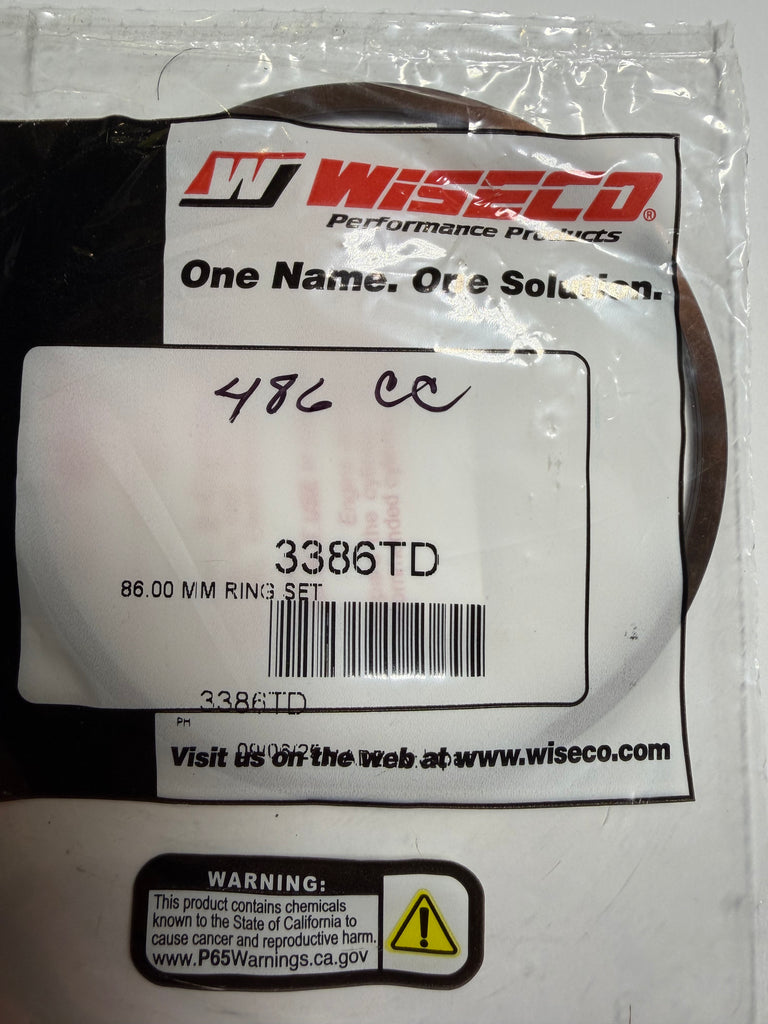 W WISECO®
Performance Products
One Name. One Solution.
486 CC
3386TD
86.00 MM RING SET
3386TD
PH
Visit us on the web at www.wiseco.com
WARNING:
This product contains chemicals
known to the State of California to
cause cancer and reproductive harm.
www.P65Warnings.ca.gov